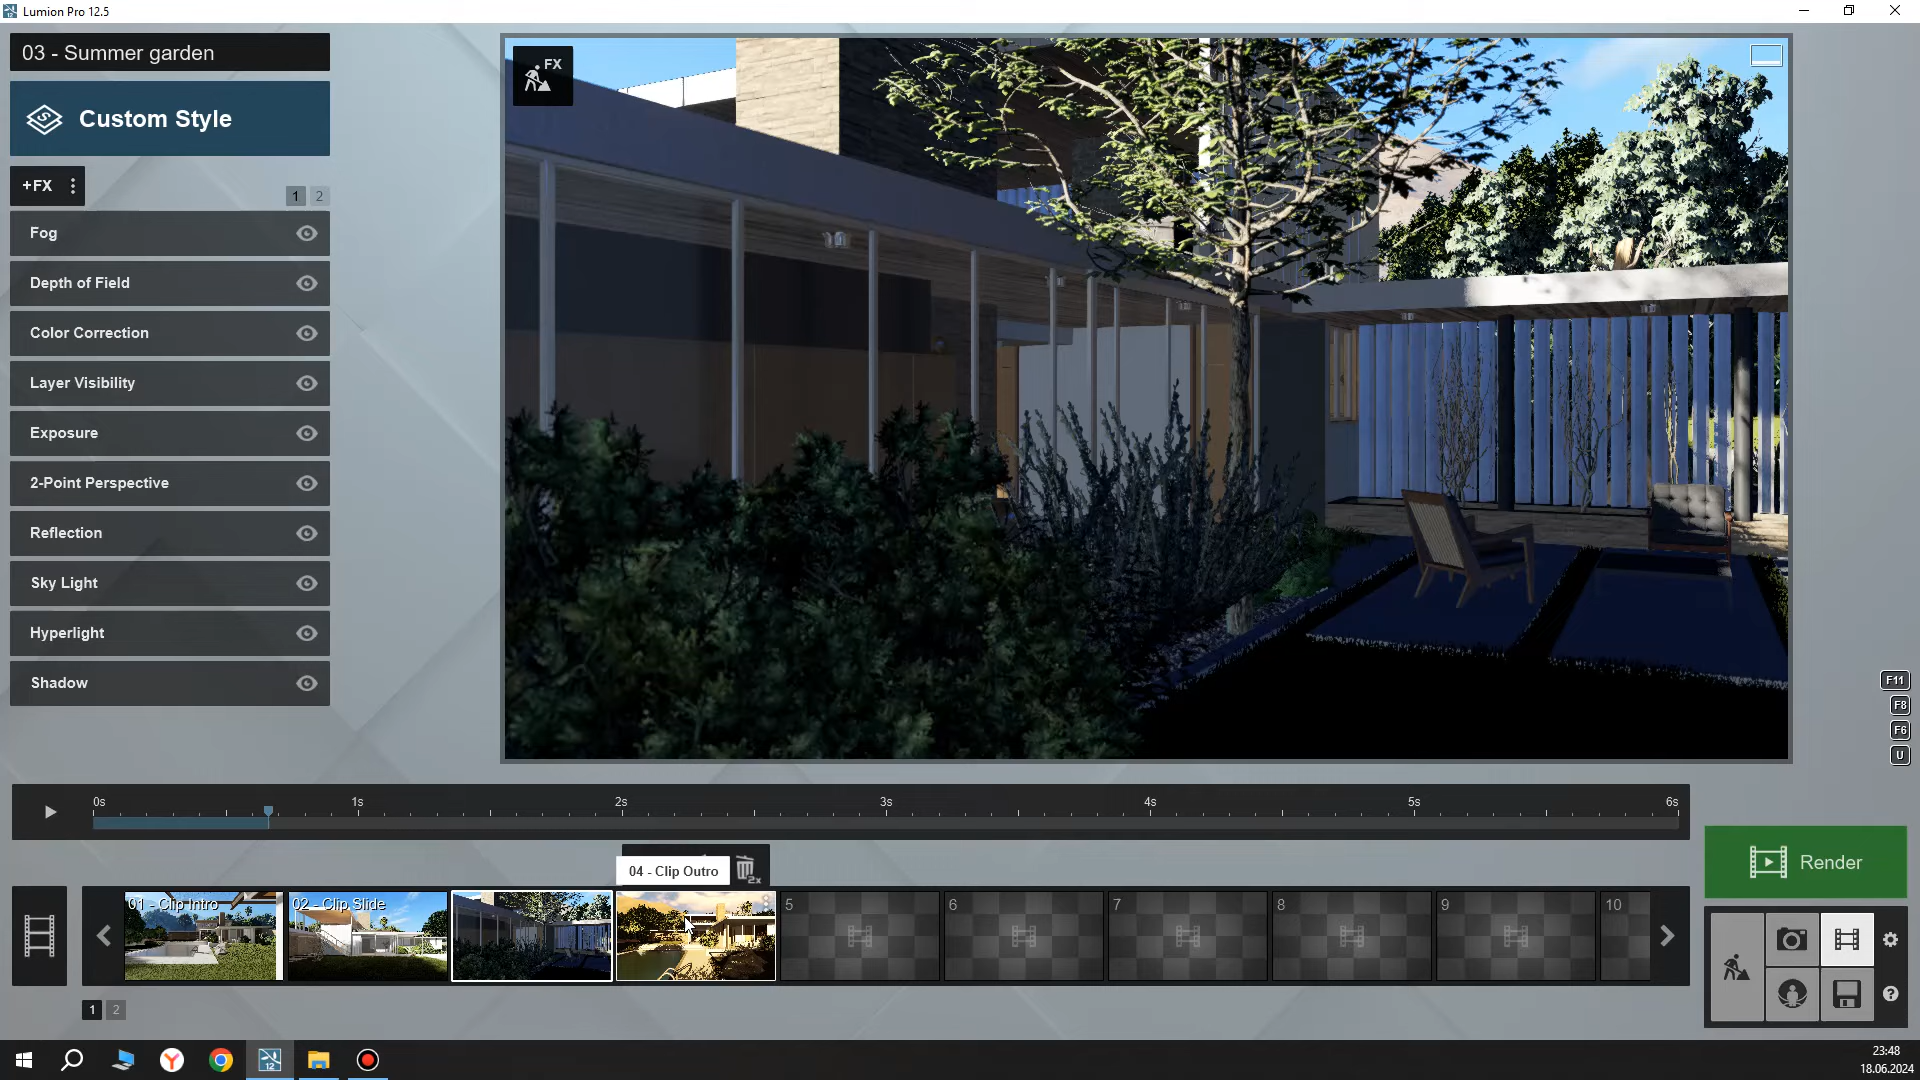 Lumion Pro 12.5
03 - Summer garden
Custom Style
+FX
1 2
Fog
Depth of Field
Color Correction
Layer Visibility
Exposure
2-Point Perspective
Reflection
Sky Light
Hyperlight
Shadow
FX
F11
F8
F6
U
0s 1s 2s 3s 4s 5s 6s
04 - Clip Outro
2x
Render
01 - Clip Intro
02 - Clip Slide
5 6 7 8 9 10
1 2
12
23:48
18.06.2024